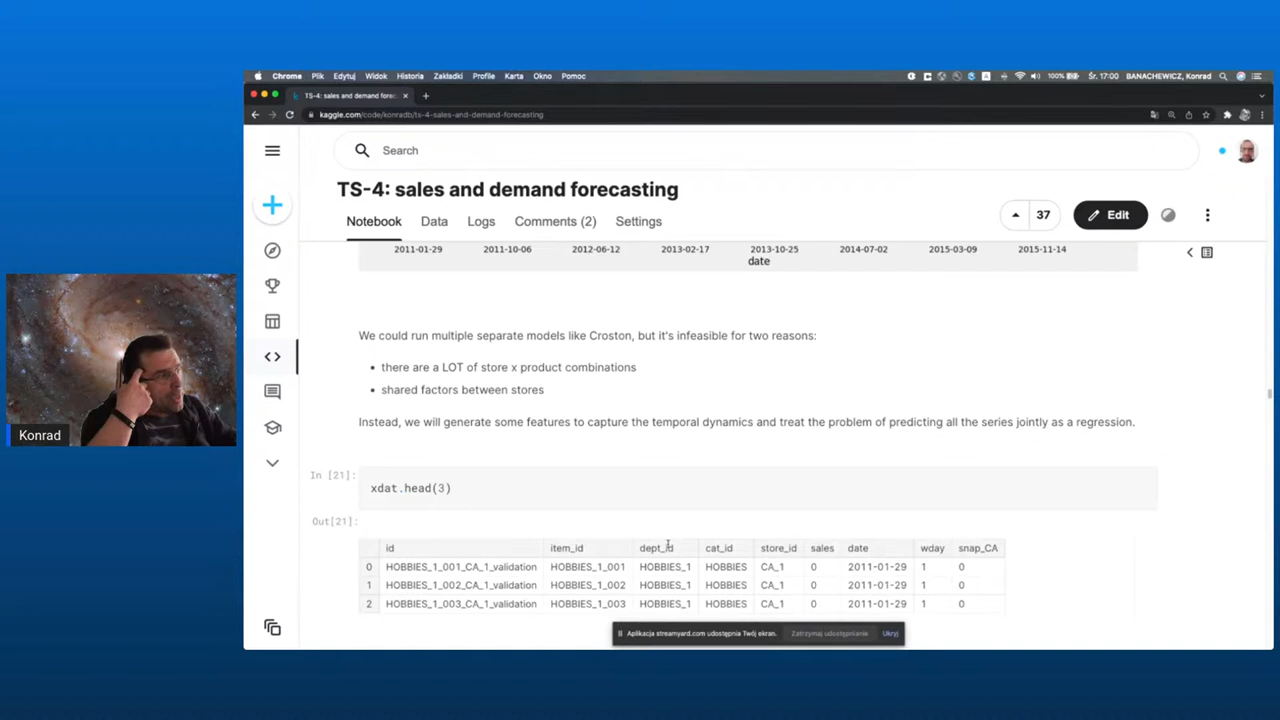 Chrome Plik Edytuj Widok Historia Zakładki Profile Karta Okno Pomoc 100% Śr. 17:00 BANACHEWICZ, Konrad
TS-4: sales and demand forec
kaggle.com/code/konradb/ts-4-sales-and-demand-forecasting
Search
TS-4: sales and demand forecasting
Notebook Data Logs Comments (2) Settings
37 Edit
2011-01-29 2011-10-06 2012-06-12 2013-02-17 2013-10-25 2014-07-02 2015-03-09 2015-11-14
date
We could run multiple separate models like Croston, but it's infeasible for two reasons:
• there are a LOT of store x product combinations
• shared factors between stores
Instead, we will generate some features to capture the temporal dynamics and treat the problem of predicting all the series jointly as a regression.
In [21]:
xdat.head(3)
Out[21]:
id item_id dept_id cat_id store_id sales date wday snap_CA
0 HOBBIES_1_001_CA_1_validation HOBBIES_1_001 HOBBIES_1 HOBBIES CA_1 0 2011-01-29 1 0
1 HOBBIES_1_002_CA_1_validation HOBBIES_1_002 HOBBIES_1 HOBBIES CA_1 0 2011-01-29 1 0
2 HOBBIES_1_003_CA_1_validation HOBBIES_1_003 HOBBIES_1 HOBBIES CA_1 0 2011-01-29 1 0
Aplikacja streamyard.com udostępnia Twój ekran. Zatrzymaj udostępnianie Ukryj
Konrad